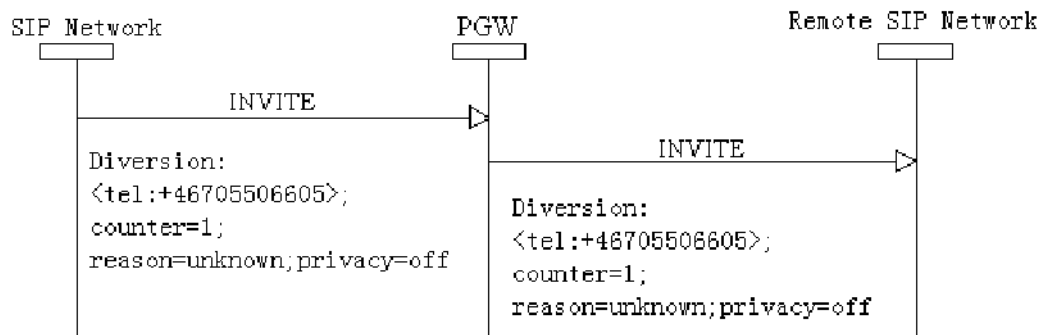 SIP Network
PGW
Remote SIP Network
INVITE
Diversion:
<tel:+46705506605>;
counter=1;
reason=unknown;privacy=off
INVITE
Diversion:
<tel:+46705506605>;
counter=1;
reason=unknown;privacy=off